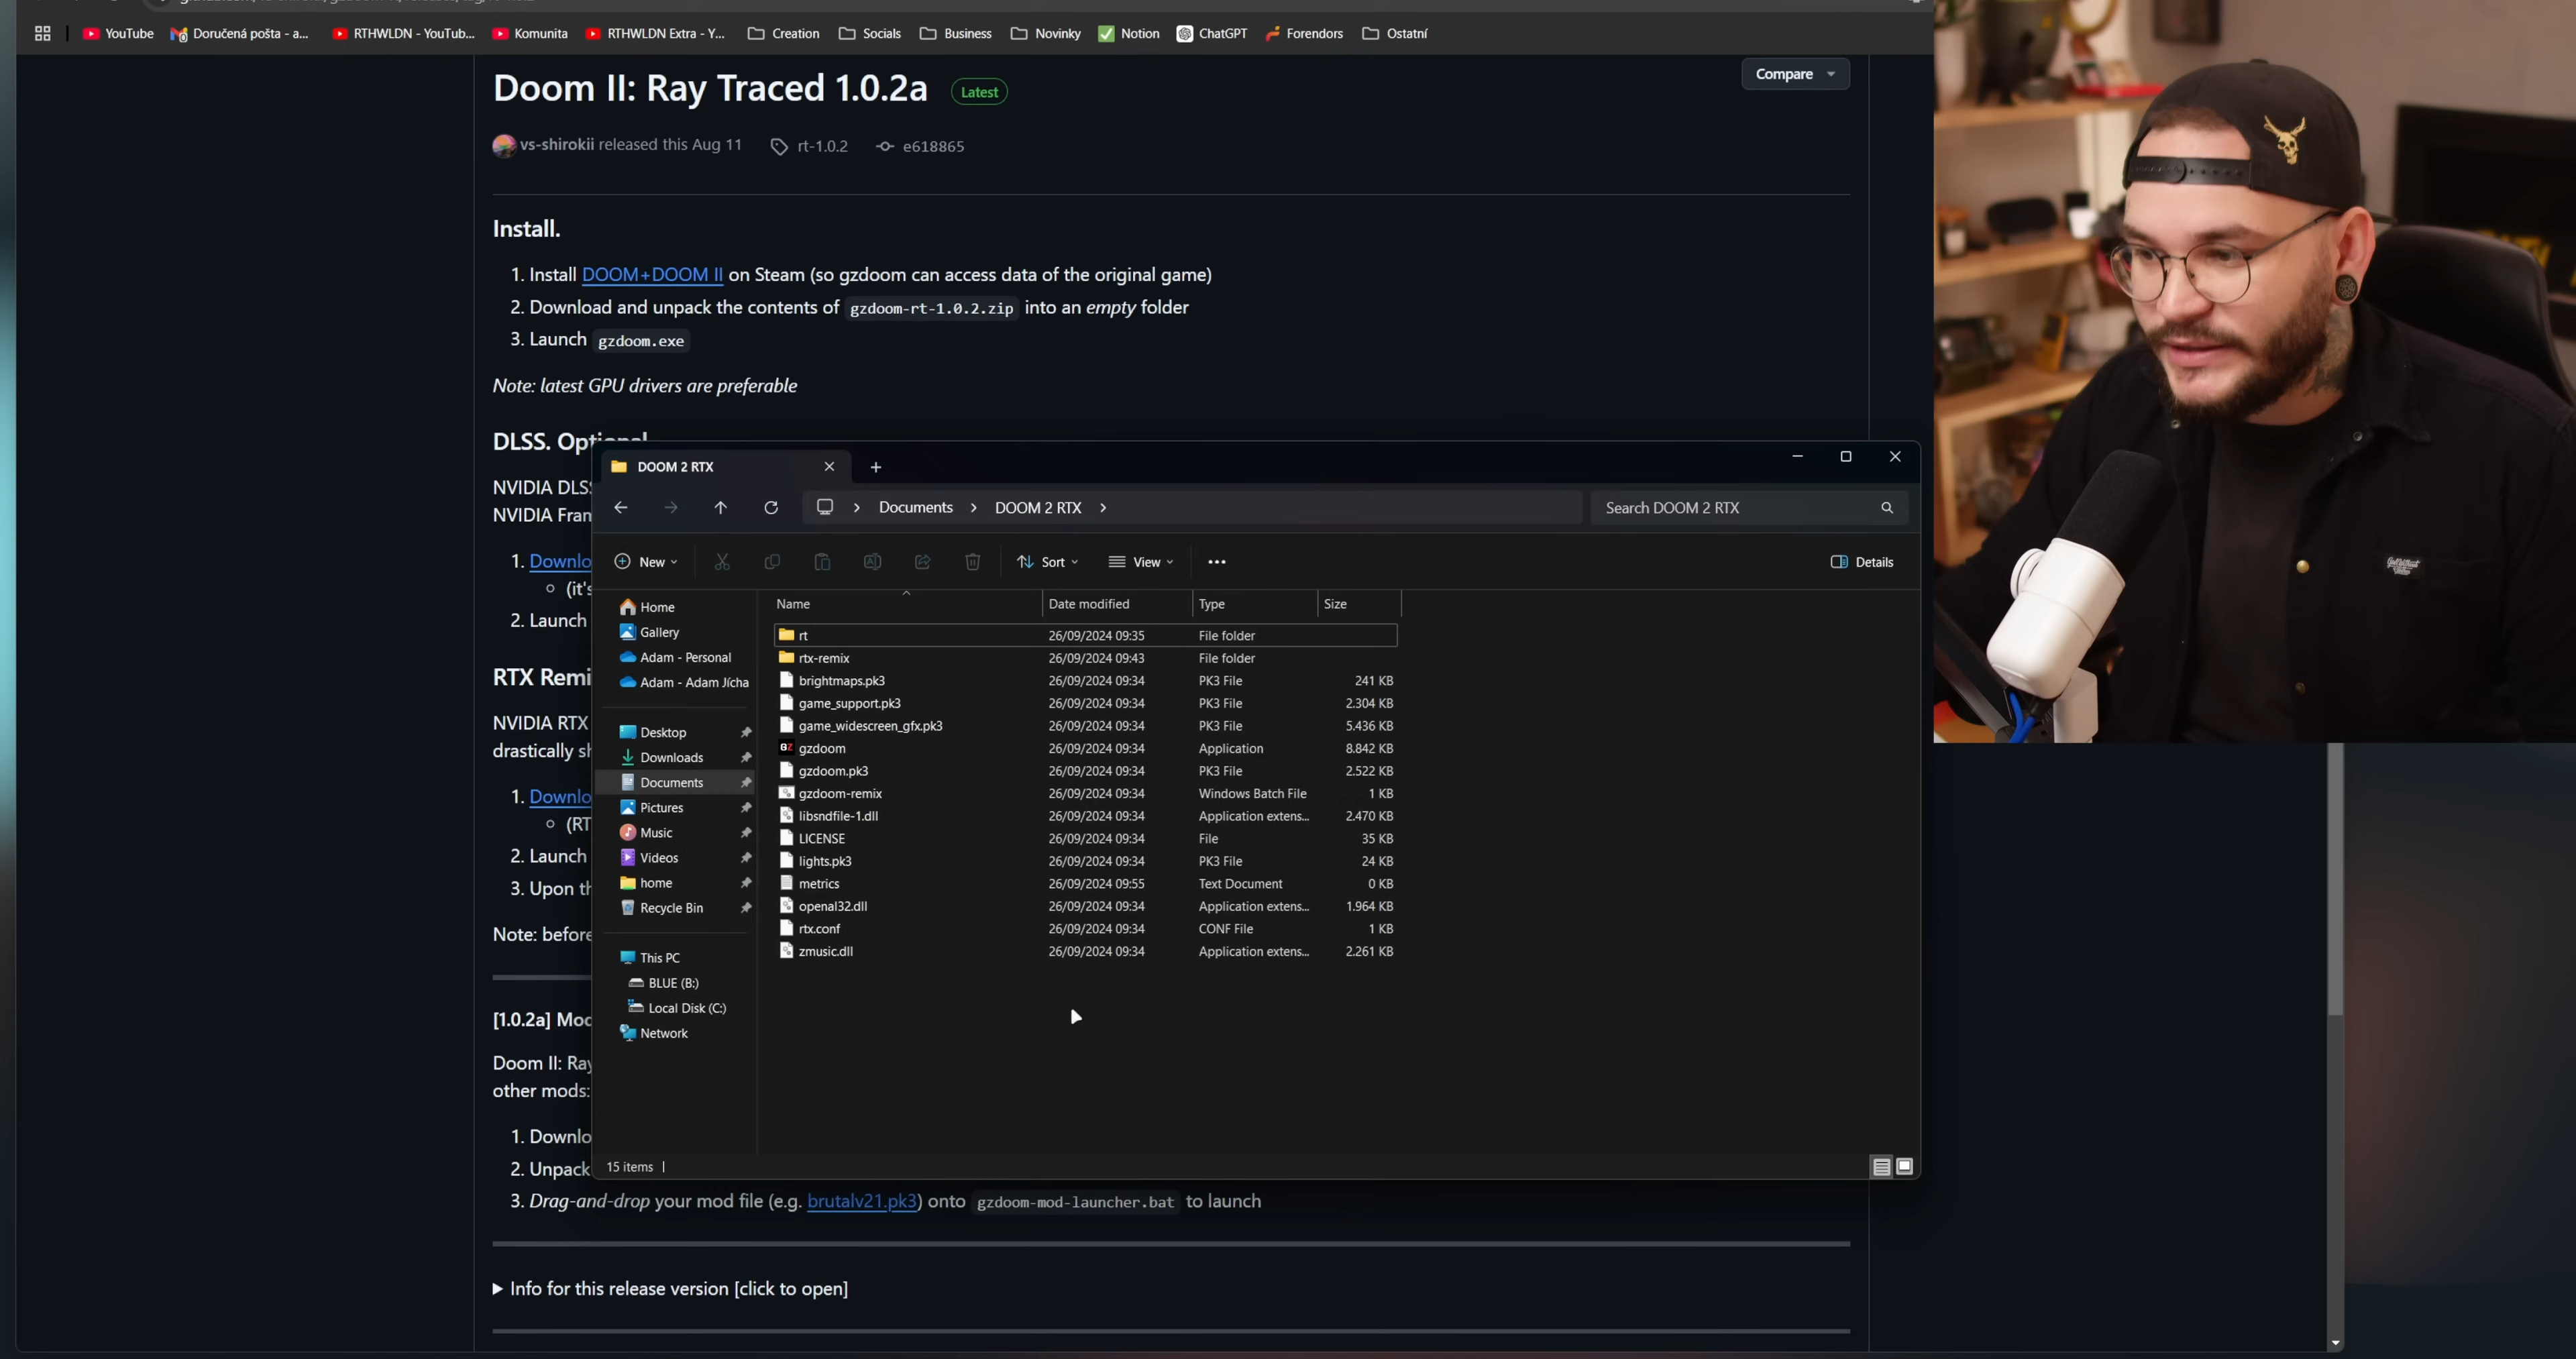 YouTube Doručená pošta - a... RTHWLDN - YouTub... Komunita RTHWLDN Extra - Y... Creation Socials Business Novinky Notion ChatGPT Forendors Ostatní
Doom II: Ray Traced 1.0.2a Latest
Compare
vs-shirokii released this Aug 11 rt-1.0.2 e618865
Install.
1. Install DOOM+DOOM II on Steam (so gzdoom can access data of the original game)
2. Download and unpack the contents of gzdoom-rt-1.0.2.zip into an empty folder
3. Launch gzdoom.exe
Note: latest GPU drivers are preferable
DLSS.
NVIDIA
NVIDIA
1.
(it's
2. Launch
RTX
NVIDIA RTX
drastically
1.
2. Launch
3. Upon
Note: before
[1.0.2a]
Doom II:
other mods:
1.
2. Unpack
3. Drag-and-drop your mod file (e.g. brutalv21.pk3) onto gzdoom-mod-launcher.bat to launch
Info for this release version [click to open]
DOOM 2 RTX
Documents > DOOM 2 RTX >
Search DOOM 2 RTX
New
Sort
View
Details
Home
Gallery
Adam - Personal
Adam - Adam Jícha
Desktop
Downloads
Documents
Pictures
Music
Videos
home
Recycle Bin
This PC
BLUE (B:)
Local Disk (C:)
Network
Name Date modified Type Size
rt 26/09/2024 09:35 File folder
rtx-remix 26/09/2024 09:43 File folder
brightmaps.pk3 26/09/2024 09:34 PK3 File 241 KB
game_support.pk3 26/09/2024 09:34 PK3 File 2.304 KB
game_widescreen_gfx.pk3 26/09/2024 09:34 PK3 File 5.436 KB
gzdoom 26/09/2024 09:34 Application 8.842 KB
gzdoom.pk3 26/09/2024 09:34 PK3 File 2.522 KB
gzdoom-remix 26/09/2024 09:34 Windows Batch File 1 KB
libsndfile-1.dll 26/09/2024 09:34 Application extens... 2.470 KB
LICENSE 26/09/2024 09:34 File 35 KB
lights.pk3 26/09/2024 09:34 PK3 File 24 KB
metrics 26/09/2024 09:55 Text Document 0 KB
openal32.dll 26/09/2024 09:34 Application extens... 1.964 KB
rtx.conf 26/09/2024 09:34 CONF File 1 KB
zmusic.dll 26/09/2024 09:34 Application extens... 2.261 KB
15 items